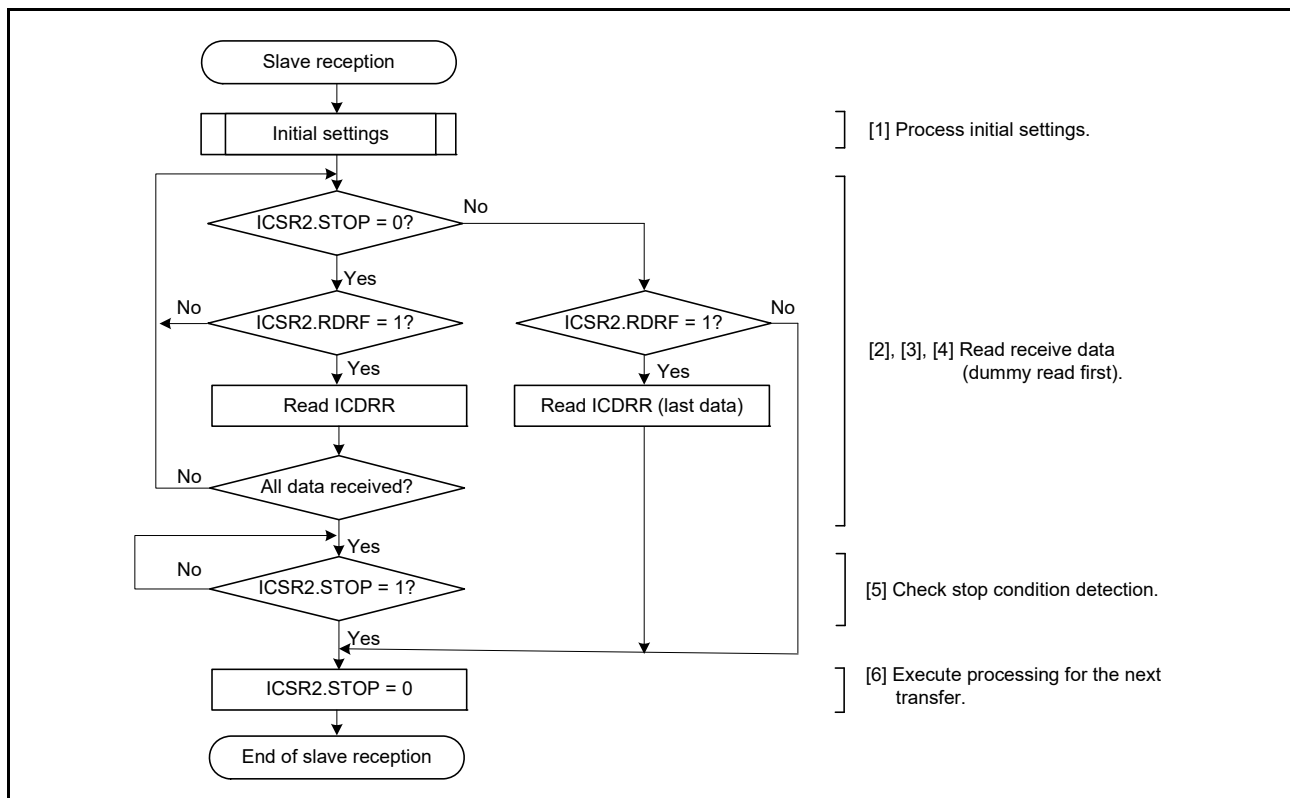 Slave reception
Initial settings
[1] Process initial settings.
ICSR2.STOP = 0?
No
Yes
No
ICSR2.RDRF = 1?
ICSR2.RDRF = 1?
No
Yes
Yes
[2], [3], [4] Read receive data
(dummy read first).
Read ICDRR
Read ICDRR (last data)
No
All data received?
Yes
No
ICSR2.STOP = 1?
[5] Check stop condition detection.
Yes
ICSR2.STOP = 0
[6] Execute processing for the next
transfer.
End of slave reception